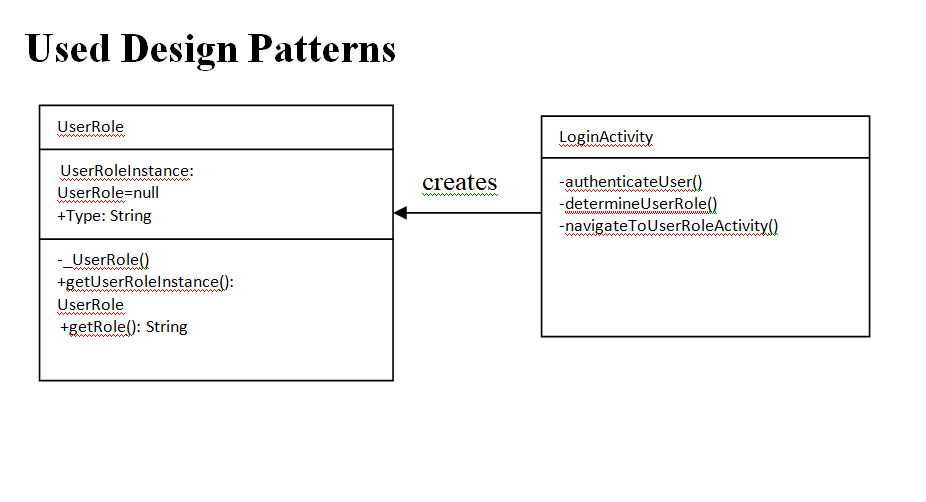 Used Design Patterns
UserRole
UserRoleInstance:
UserRole=null
+Type: String
-_UserRole()
+getUserRoleInstance():
UserRole
+getRole(): String
creates
LoginActivity
-authenticateUser()
-determineUserRole()
-navigateToUserRoleActivity()